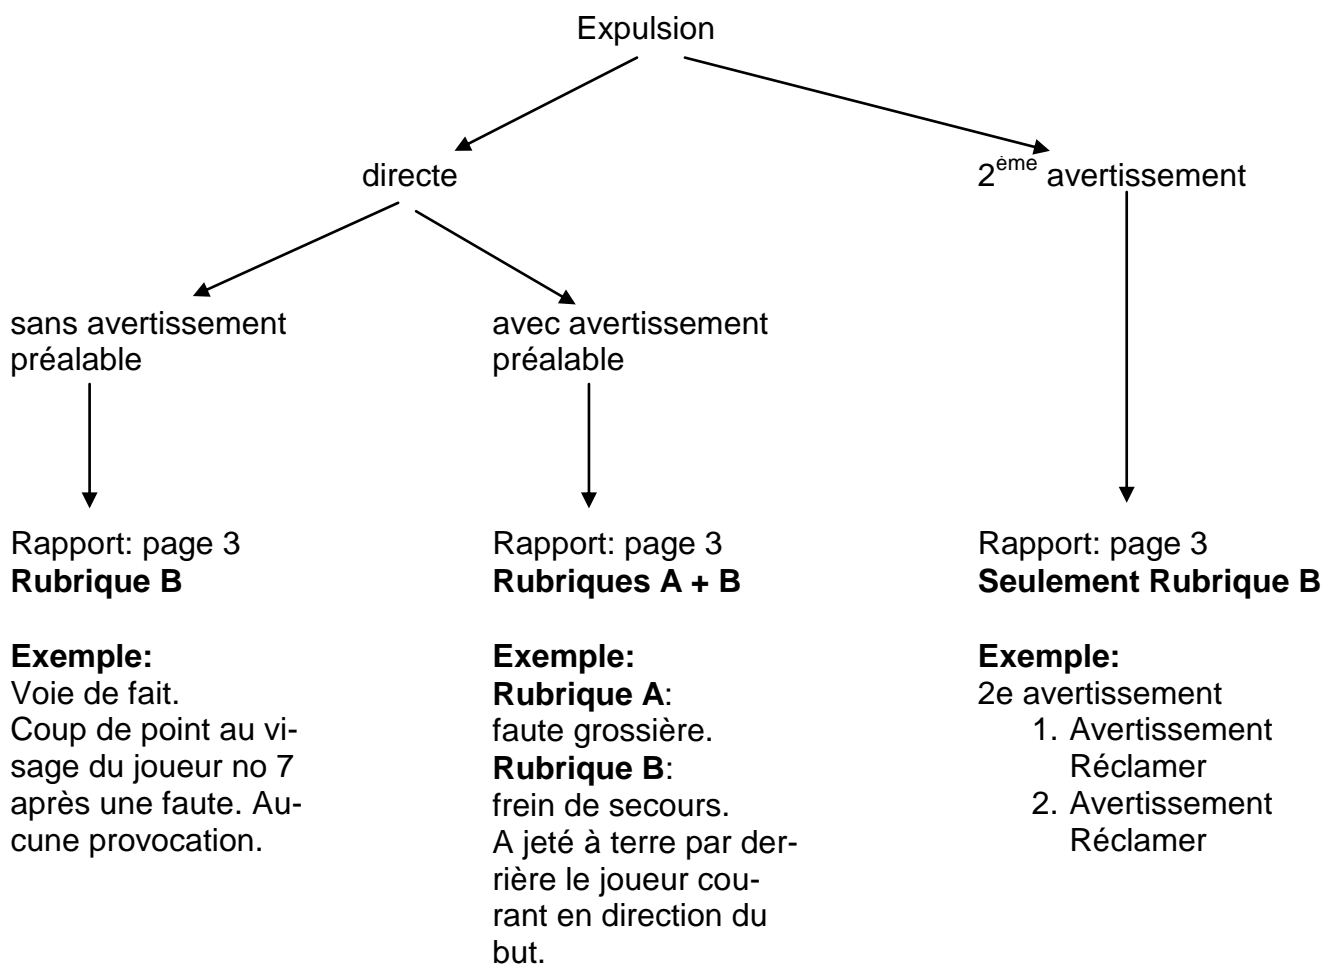 Expulsion
directe
2ème avertissement
sans avertissement
préalable
avec avertissement
préalable
Rapport: page 3
Rubrique B
Exemple:
Voie de fait.
Coup de point au vi-
sage du joueur no 7
après une faute. Au-
cune provocation.
Rapport: page 3
Rubriques A + B
Exemple:
Rubrique A:
faute grossière.
Rubrique B:
frein de secours.
A jeté à terre par der-
rière le joueur cou-
rant en direction du
but.
Rapport: page 3
Seulement Rubrique B
Exemple:
2e avertissement
1. Avertissement
Réclamer
2. Avertissement
Réclamer